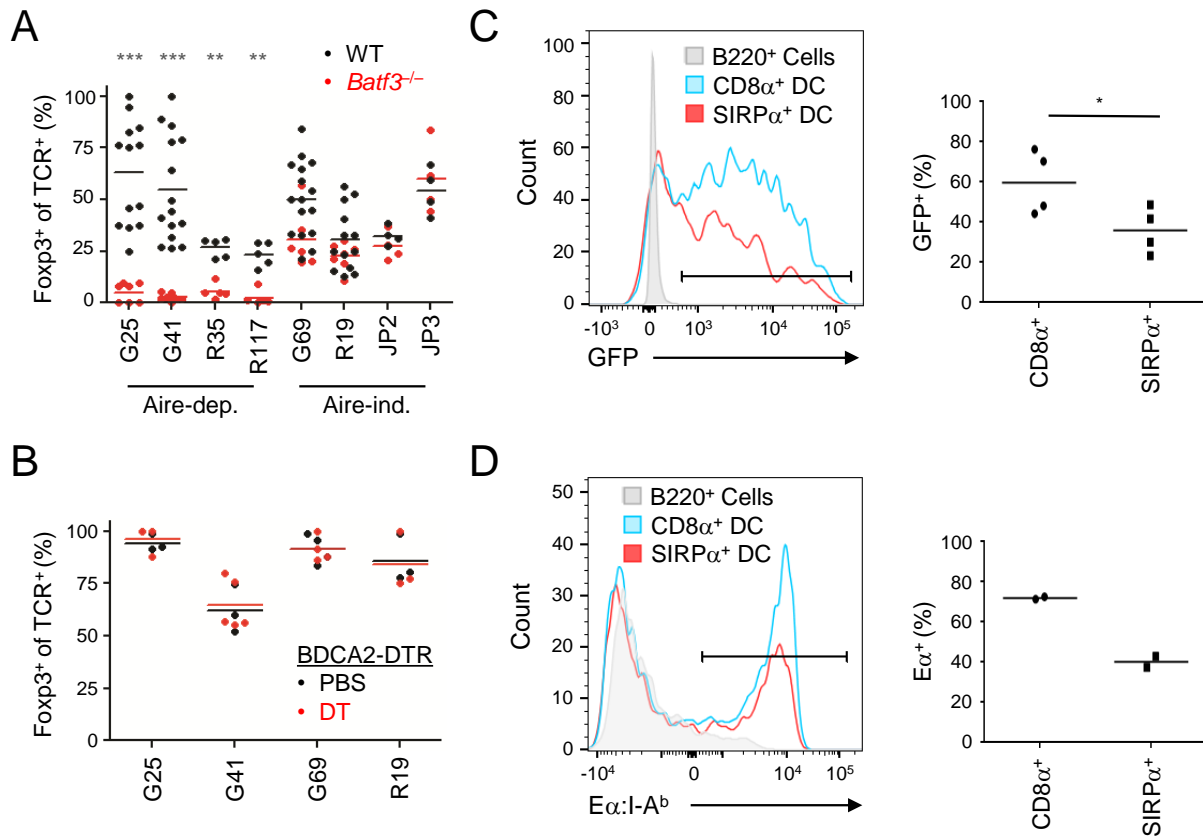 A
*** *** ** **
WT
Batf3–/–
Foxp3+ of TCR+ (%)
100
75
50
25
0
G25
G41
R35
R117
G69
R19
JP2
JP3
Aire-dep.
Aire-ind.
B
Foxp3+ of TCR+ (%)
100
75
50
25
0
BDCA2-DTR
PBS
DT
G25
G41
G69
R19
C
B220+ Cells
CD8α+ DC
SIRPα+ DC
Count
100
80
60
40
20
0
-10³ 0 10³ 10⁴ 10⁵
GFP
*
GFP+ (%)
100
80
60
40
20
0
CD8α+
SIRPα+
D
B220+ Cells
CD8α+ DC
SIRPα+ DC
Count
50
40
30
20
10
0
-10⁴ 0 10⁴ 10⁵
Eα:I-Aᵇ
Eα+ (%)
100
80
60
40
20
0
CD8α+
SIRPα+